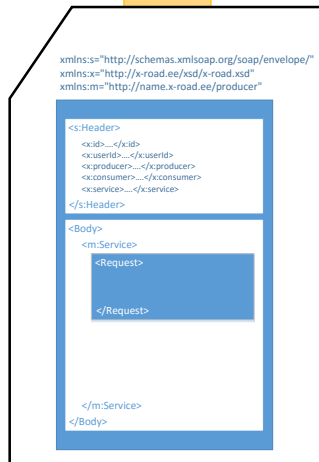 xmlns:s="http://schemas.xmlsoap.org/soap/envelope/"
xmlns:x="http://x-road.ee/xsd/x-road.xsd"
xmlns:m="http://name.x-road.ee/producer"
<s:Header>
<x:id>....</x:id>
<x:userId>....</x:userId>
<x:producer>....</x:producer>
<x:consumer>....</x:consumer>
<x:service>....</x:service>
</s:Header>
<Body>
<m:Service>
<Request>
</Request>
</m:Service>
</Body>